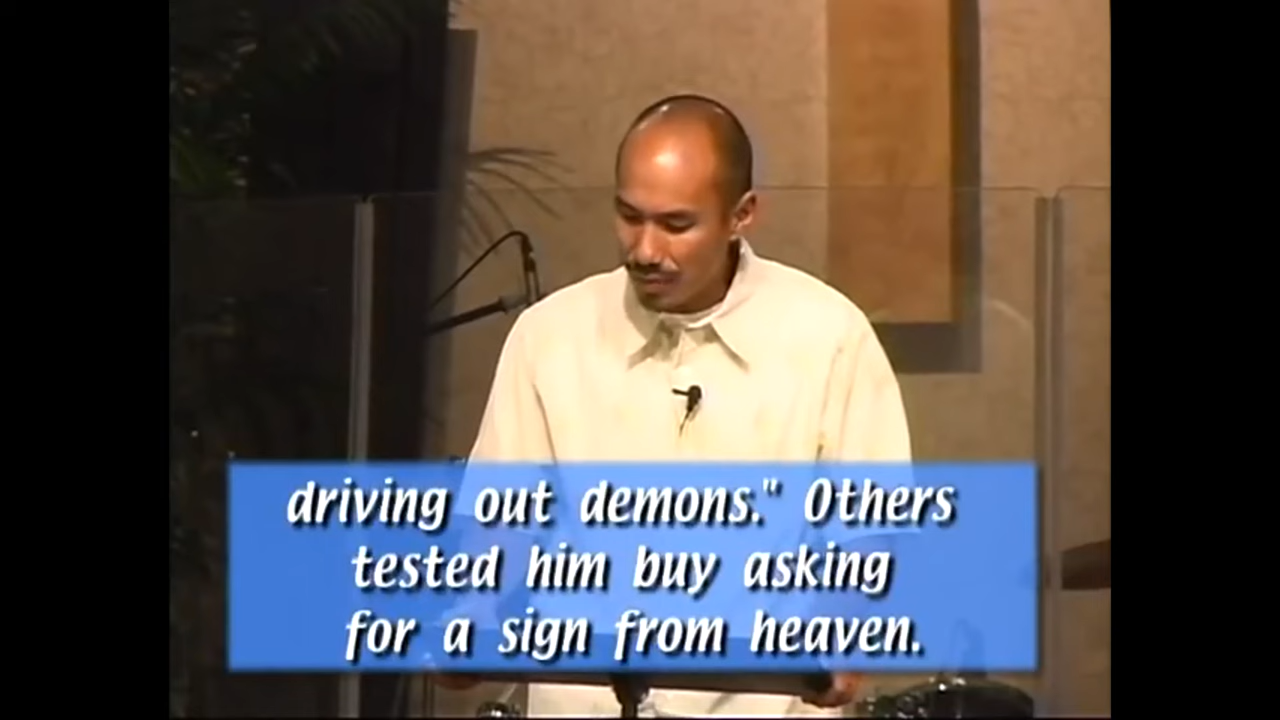 driving out demons." Others
tested him buy asking
for a sign from heaven.